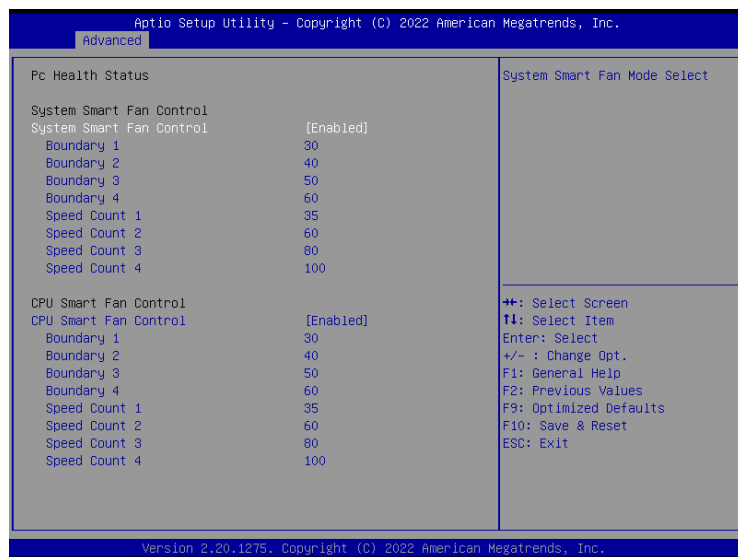 Aptio Setup Utility – Copyright (C) 2022 American Megatrends, Inc.
Advanced
Pc Health Status
System Smart Fan Control
System Smart Fan Control [Enabled]
Boundary 1 30
Boundary 2 40
Boundary 3 50
Boundary 4 60
Speed Count 1 35
Speed Count 2 60
Speed Count 3 80
Speed Count 4 100
CPU Smart Fan Control
CPU Smart Fan Control [Enabled]
Boundary 1 30
Boundary 2 40
Boundary 3 50
Boundary 4 60
Speed Count 1 35
Speed Count 2 60
Speed Count 3 80
Speed Count 4 100
System Smart Fan Mode Select
→←: Select Screen
↑↓: Select Item
Enter: Select
+/- : Change Opt.
F1: General Help
F2: Previous Values
F9: Optimized Defaults
F10: Save & Reset
ESC: Exit
Version 2.20.1275. Copyright (C) 2022 American Megatrends, Inc.